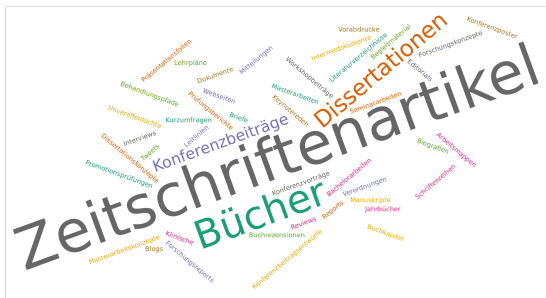 Vorabdrucke
Konferenzposter
Begleitmaterial
Literaturverzeichnisse
Internetdokumente
Forschungskonzepte
Dissertationen
Präsentationsfolien
Lehrpläne
Mitteilungen
Workshopbeiträge
Editorials
Dokumente
Behandlungspfade
Webseiten
Masterarbeiten
Seminararbeiten
Prüfungsberichte
Keynotereden
Unveröffentlichte
Kurzumfragen
Briefe
Leitlinien
Interviews
Konferenzbeiträge
Zeitschriftenartikel
Dissertationskonzepte
Tweets
Biografien
Arbeitsmappen
Promotionsprüfungen
Konferenzvorträge
Bachelorarbeiten
Verordnungen
Schriftenreihen
Manuskripte
Jahrbücher
Bücher
Reports
Reviews
Buchrezensionen
Buchkapitel
Klinische
Masterarbeitskonzepte
Blogs
Forschungsreports
Konferenzbeitragsentwürfe